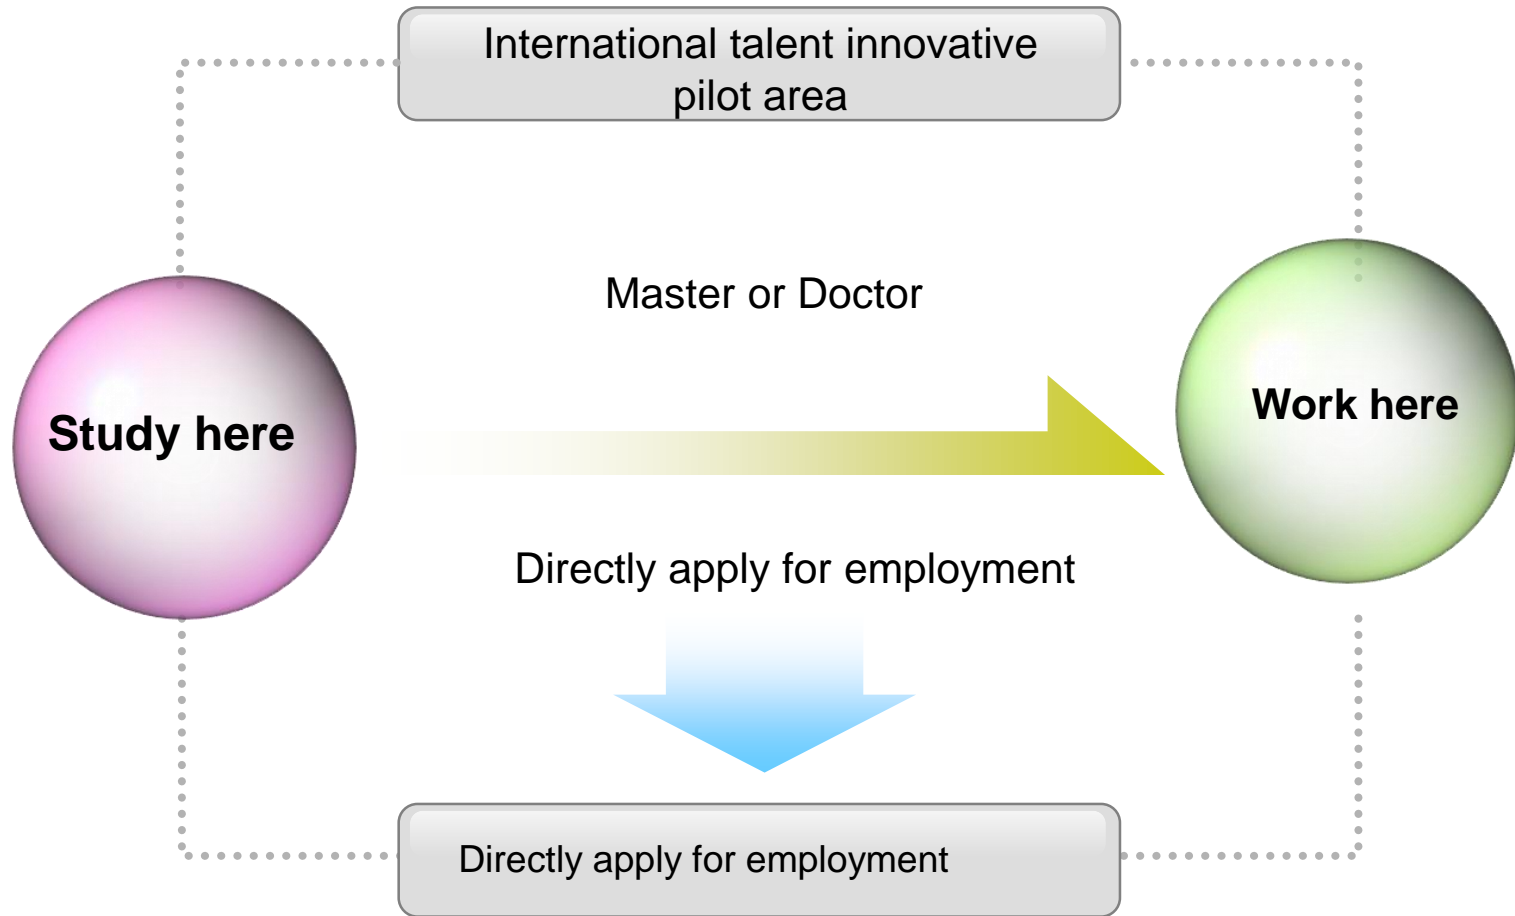 International talent innovative
pilot area
Master or Doctor
Study here
Work here
Directly apply for employment
Directly apply for employment